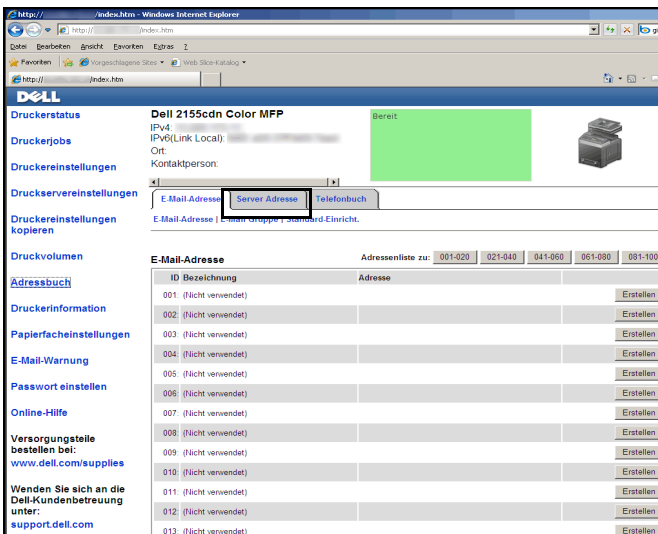 http:// /index.htm - Windows Internet Explorer
http:// /index.htm
Datei Bearbeiten Ansicht Favoriten Extras ?
Favoriten Vorgeschlagene Sites Web Slice-Katalog
http:// /index.htm
DELL
Druckerstatus
Druckerjobs
Druckereinstellungen
Druckservereinstellungen
Druckereinstellungen
kopieren
Druckvolumen
Adressbuch
Druckerinformation
Papierfacheinstellungen
E-Mail-Warnung
Passwort einstellen
Online-Hilfe
Versorgungsteile
bestellen bei:
www.dell.com/supplies
Wenden Sie sich an die
Dell-Kundenbetreuung
unter:
support.dell.com
Dell 2155cdn Color MFP
IPv4:
IPv6(Link Local):
Ort:
Kontaktperson:
Bereit
E-Mail-Adresse Server Adresse Telefonbuch
E-Mail-Adresse | E-Mail Gruppe | Standard-Einricht.
E-Mail-Adresse Adressenliste zu: 001-020 021-040 041-060 061-080 081-100
ID Bezeichnung Adresse
001: (Nicht verwendet) Erstellen
002: (Nicht verwendet) Erstellen
003: (Nicht verwendet) Erstellen
004: (Nicht verwendet) Erstellen
005: (Nicht verwendet) Erstellen
006: (Nicht verwendet) Erstellen
007: (Nicht verwendet) Erstellen
008: (Nicht verwendet) Erstellen
009: (Nicht verwendet) Erstellen
010: (Nicht verwendet) Erstellen
011: (Nicht verwendet) Erstellen
012: (Nicht verwendet) Erstellen
013: (Nicht verwendet) Erstellen